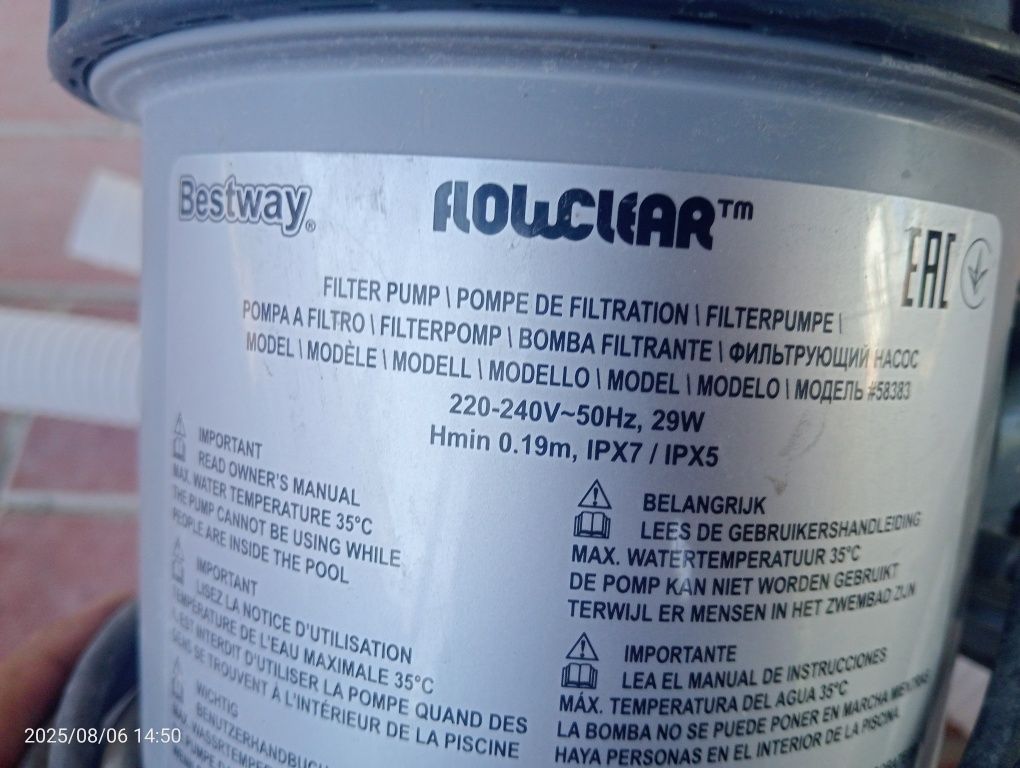 Bestway®
FLOWCLEAR™
EAC
FILTER PUMP \ POMPE DE FILTRATION \ FILTERPUMPE \
POMPA A FILTRO \ FILTERPOMP \ BOMBA FILTRANTE \ ФИЛЬТРУЮЩИЙ НАСОС
MODEL \ MODÈLE \ MODELL \ MODELLO \ MODEL \ MODELO \ МОДЕЛЬ #58383
220-240V~50Hz, 29W
Hmin 0.19m, IPX7 / IPX5
IMPORTANT
READ OWNER'S MANUAL
MAX. WATER TEMPERATURE 35°C
THE PUMP CANNOT BE USING WHILE
PEOPLE ARE INSIDE THE POOL
IMPORTANT
LISEZ LA NOTICE D'UTILISATION
TEMPÉRATURE DE L'EAU MAXIMALE 35°C
IL EST INTERDIT D'UTILISER LA POMPE QUAND DES
GENS SE TROUVENT À L'INTÉRIEUR DE LA PISCINE
WICHTIG
BENUTZERHANDBUCH
BELANGRIJK
LEES DE GEBRUIKERSHANDLEIDING
MAX. WATERTEMPERATUUR 35°C
DE POMP KAN NIET WORDEN GEBRUIKT
TERWIJL ER MENSEN IN HET ZWEMBAD ZIJN
IMPORTANTE
LEA EL MANUAL DE INSTRUCCIONES
MÁX. TEMPERATURA DEL AGUA 35°C
LA BOMBA NO SE PUEDE PONER EN MARCHA MIENTRAS
HAYA PERSONAS EN EL INTERIOR DE LA PISCINA
2025/08/06 14:50